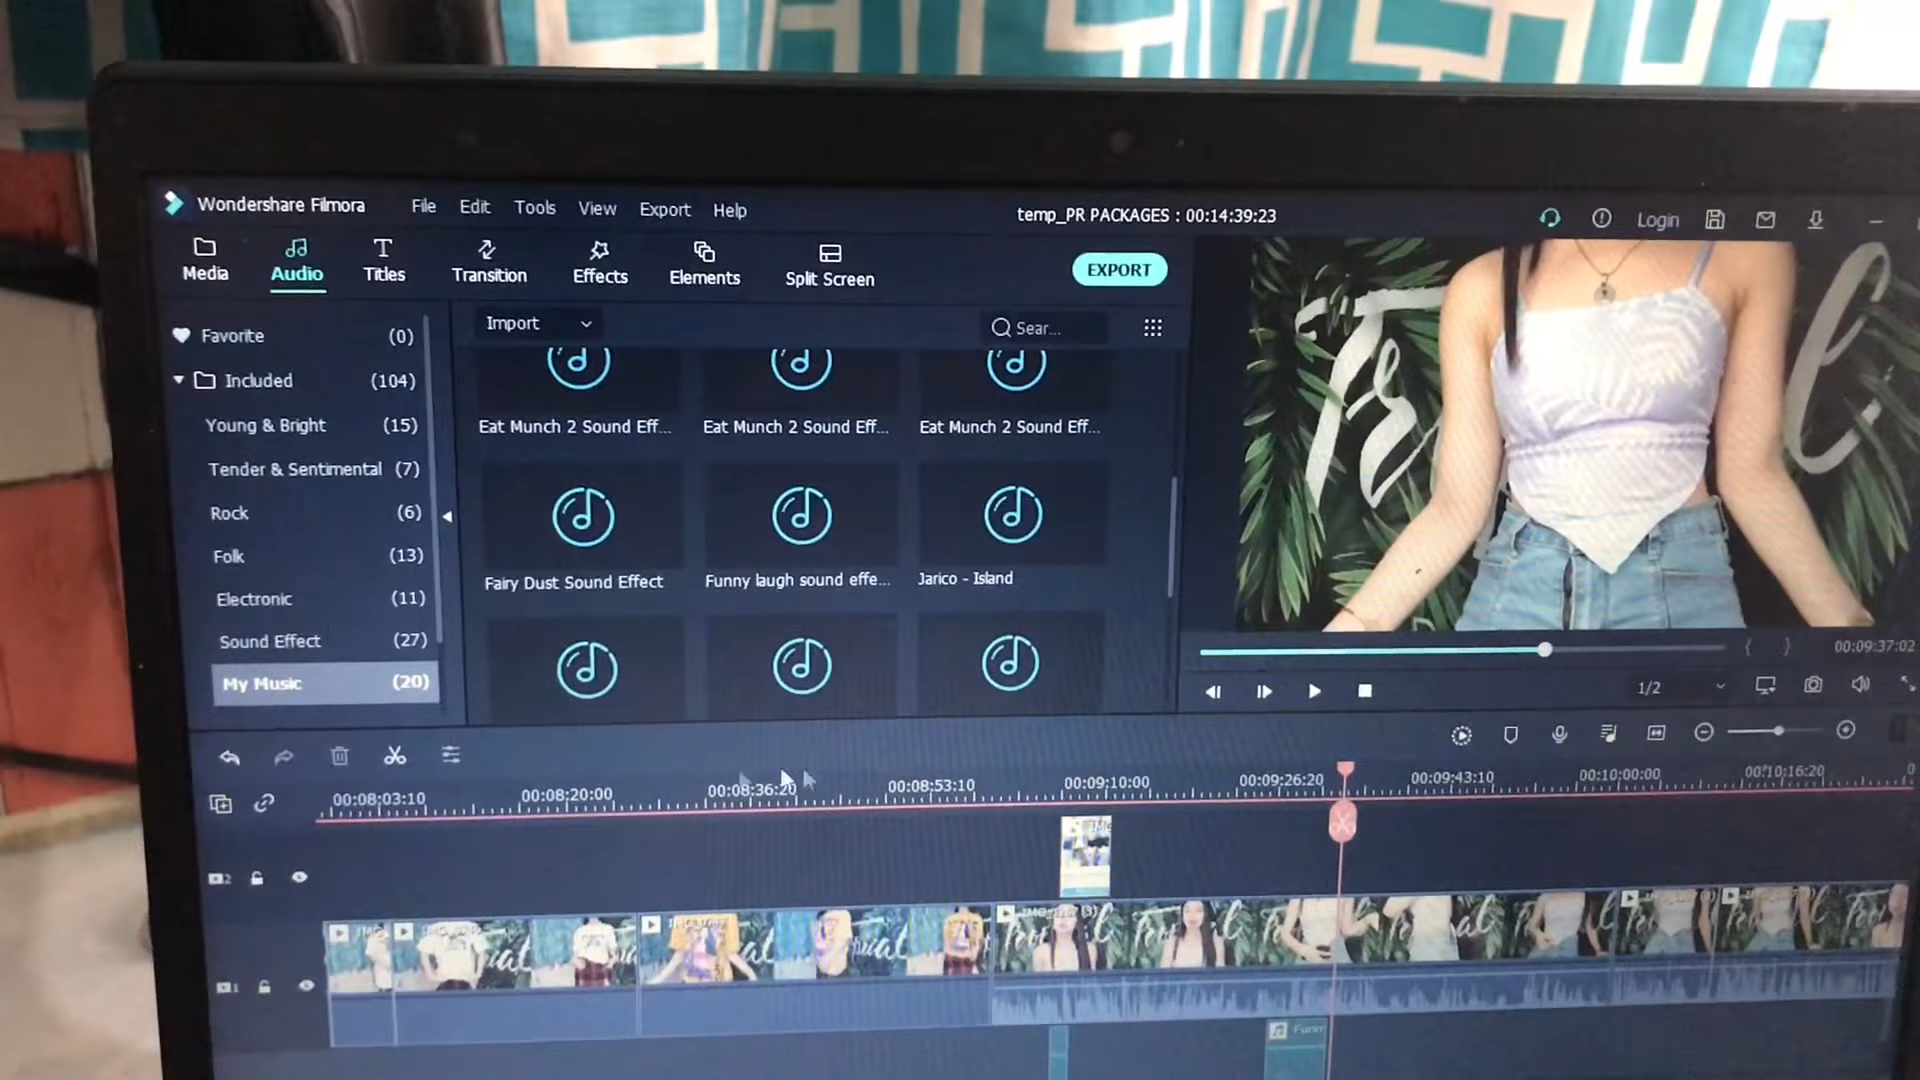 Wondershare Filmora File Edit Tools View Export Help
temp_PR PACKAGES : 00:14:39:23
Login
Media Audio Titles Transition Effects Elements Split Screen
EXPORT
Favorite (0)
Import
Sear...
Included (104)
Young & Bright (15)
Eat Munch 2 Sound Eff... Eat Munch 2 Sound Eff... Eat Munch 2 Sound Eff...
Tender & Sentimental (7)
Rock (6)
Folk (13)
Fairy Dust Sound Effect Funny laugh sound effe... Jarico - Island
Electronic (11)
Sound Effect (27)
00:09:37:02
My Music (20)
1/2
00:08:03:10 00:08:20:00 00:08:36:20 00:08:53:10 00:09:10:00 00:09:26:20 00:09:43:10 00:10:00:00 00:10:16:20
2
1